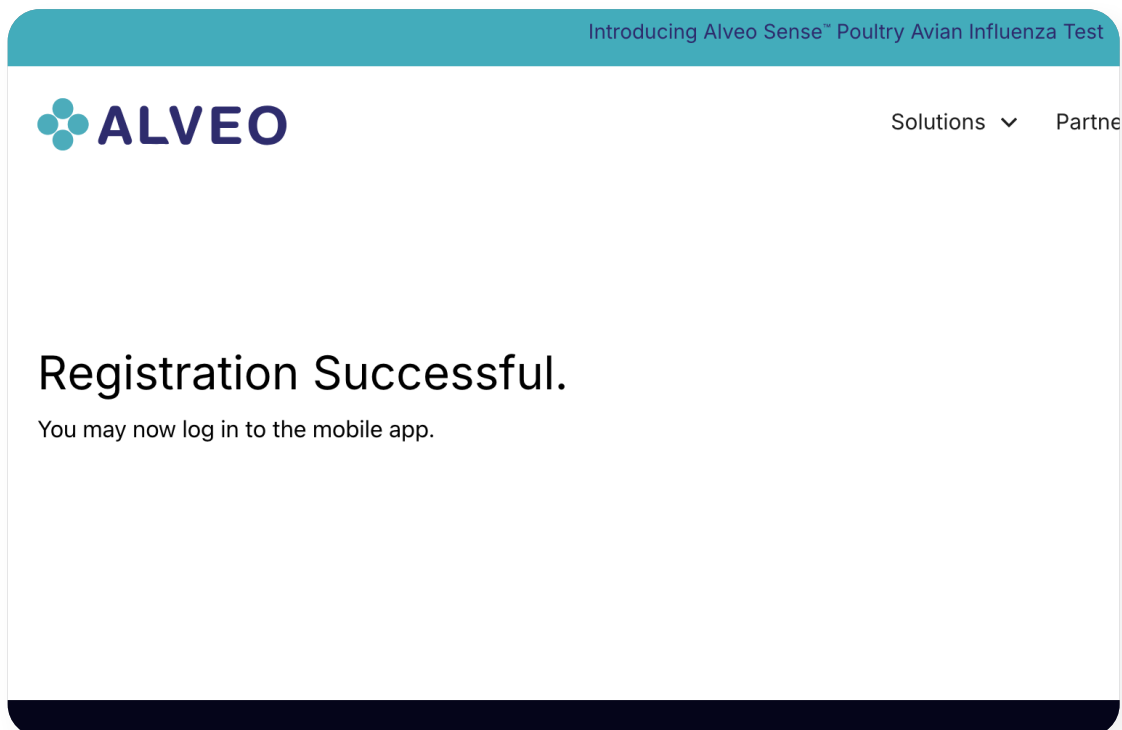 Introducing Alveo Sense™ Poultry Avian Influenza Test
ALVEO
Solutions Partne
Registration Successful.
You may now log in to the mobile app.